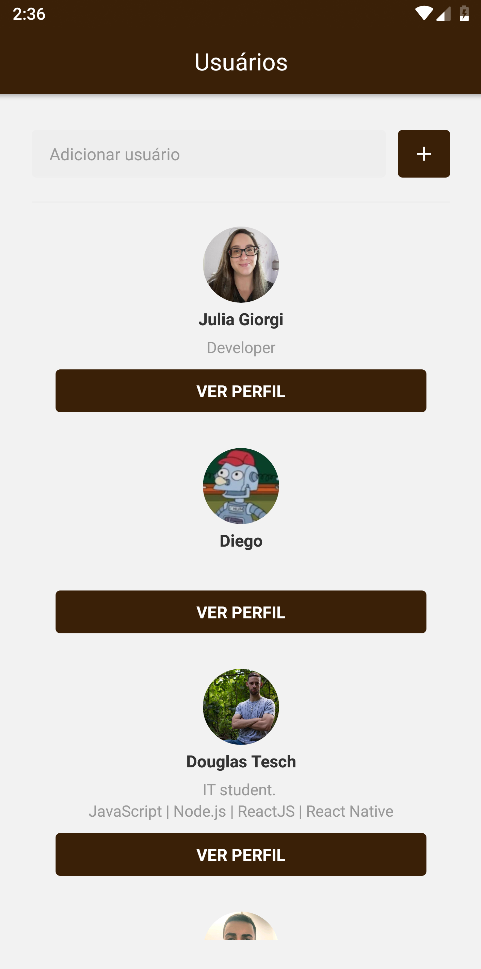 2:36
Usuários
Adicionar usuário
+
Julia Giorgi
Developer
VER PERFIL
Diego
VER PERFIL
Douglas Tesch
IT student.
JavaScript | Node.js | ReactJS | React Native
VER PERFIL